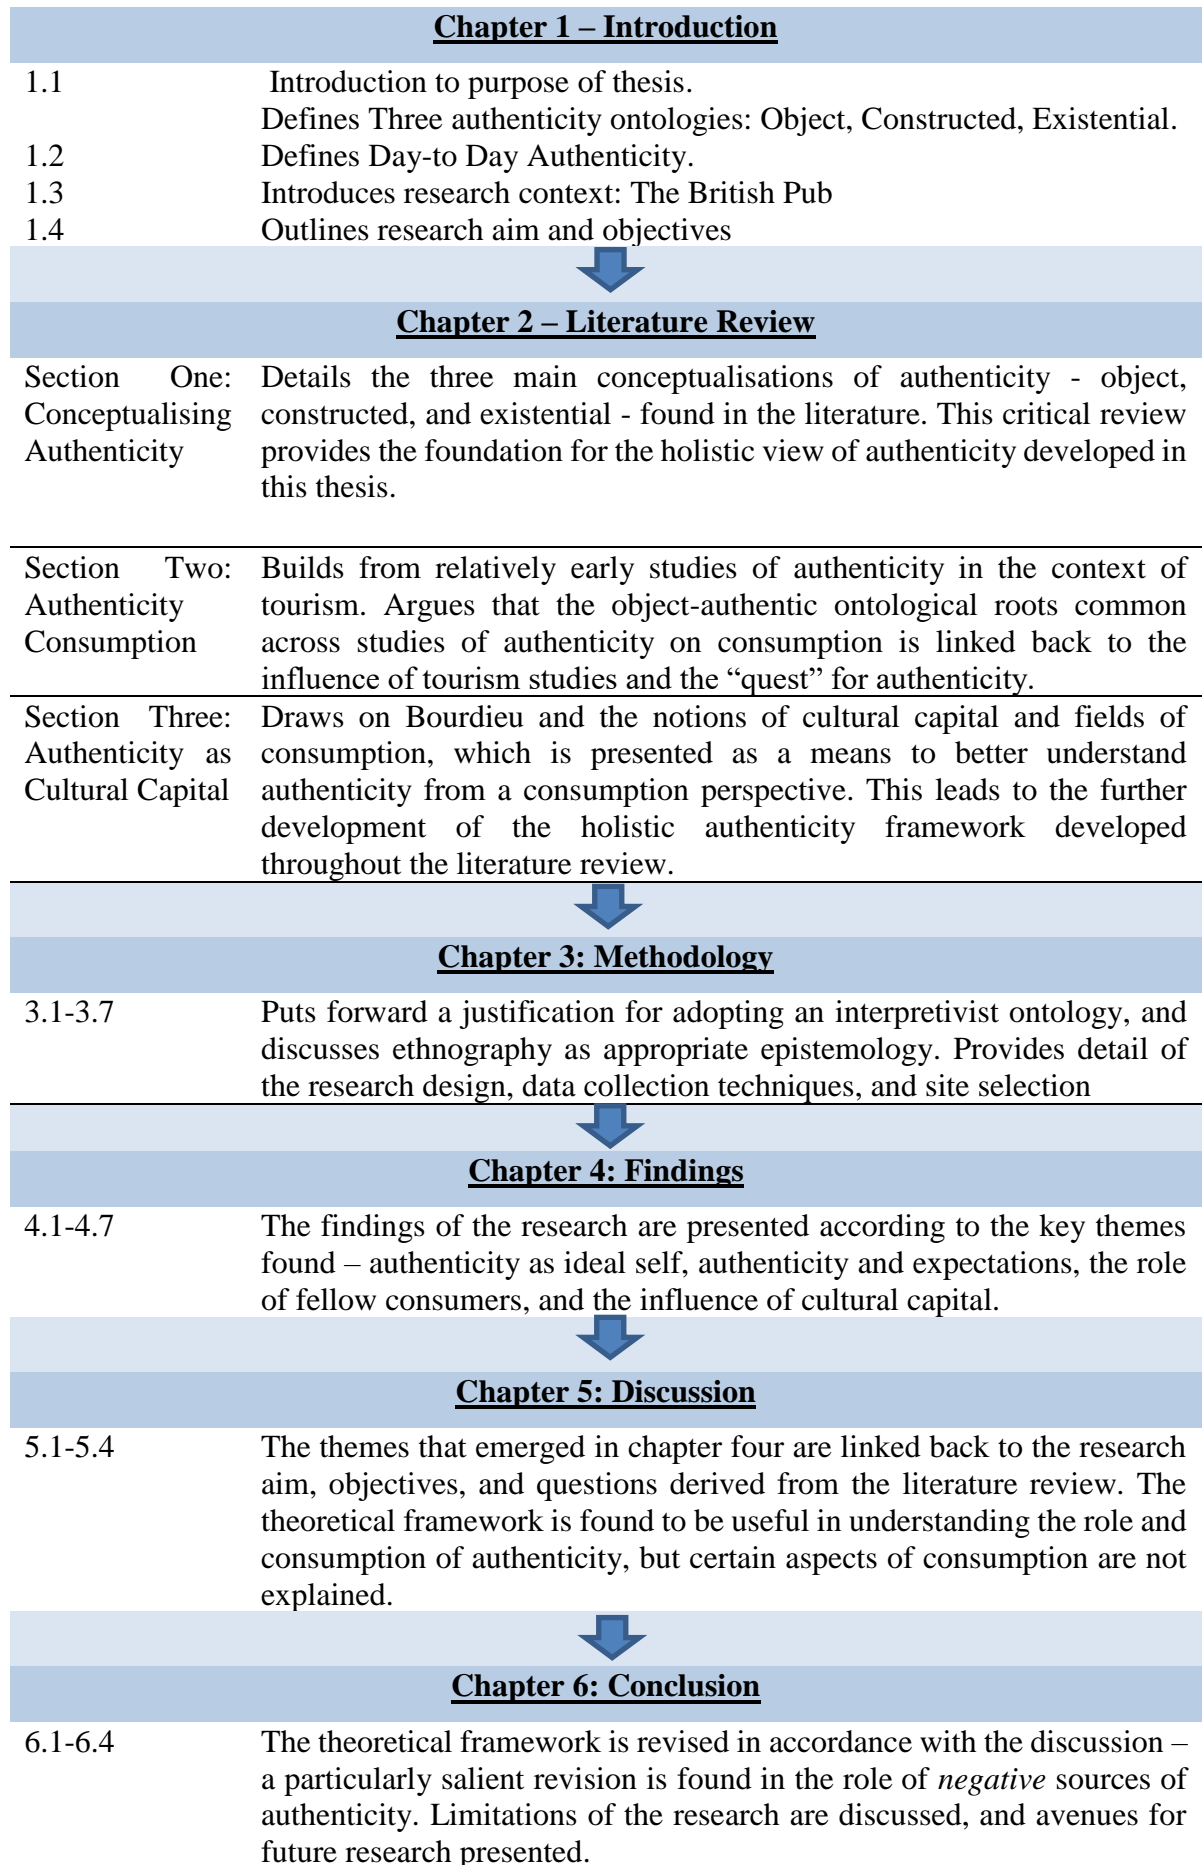 Chapter 1 – Introduction
1.1 Introduction to purpose of thesis.
Defines Three authenticity ontologies: Object, Constructed, Existential.
1.2 Defines Day-to Day Authenticity.
1.3 Introduces research context: The British Pub
1.4 Outlines research aim and objectives
Chapter 2 – Literature Review
Section One:
Conceptualising
Authenticity
Details the three main conceptualisations of authenticity - object,
constructed, and existential - found in the literature. This critical review
provides the foundation for the holistic view of authenticity developed in
this thesis.
Section Two:
Authenticity
Consumption
Builds from relatively early studies of authenticity in the context of
tourism. Argues that the object-authentic ontological roots common
across studies of authenticity on consumption is linked back to the
influence of tourism studies and the “quest” for authenticity.
Section Three:
Authenticity as
Cultural Capital
Draws on Bourdieu and the notions of cultural capital and fields of
consumption, which is presented as a means to better understand
authenticity from a consumption perspective. This leads to the further
development of the holistic authenticity framework developed
throughout the literature review.
Chapter 3: Methodology
3.1-3.7
Puts forward a justification for adopting an interpretivist ontology, and
discusses ethnography as appropriate epistemology. Provides detail of
the research design, data collection techniques, and site selection
Chapter 4: Findings
4.1-4.7
The findings of the research are presented according to the key themes
found – authenticity as ideal self, authenticity and expectations, the role
of fellow consumers, and the influence of cultural capital.
Chapter 5: Discussion
5.1-5.4
The themes that emerged in chapter four are linked back to the research
aim, objectives, and questions derived from the literature review. The
theoretical framework is found to be useful in understanding the role and
consumption of authenticity, but certain aspects of consumption are not
explained.
Chapter 6: Conclusion
6.1-6.4
The theoretical framework is revised in accordance with the discussion –
a particularly salient revision is found in the role of negative sources of
authenticity. Limitations of the research are discussed, and avenues for
future research presented.